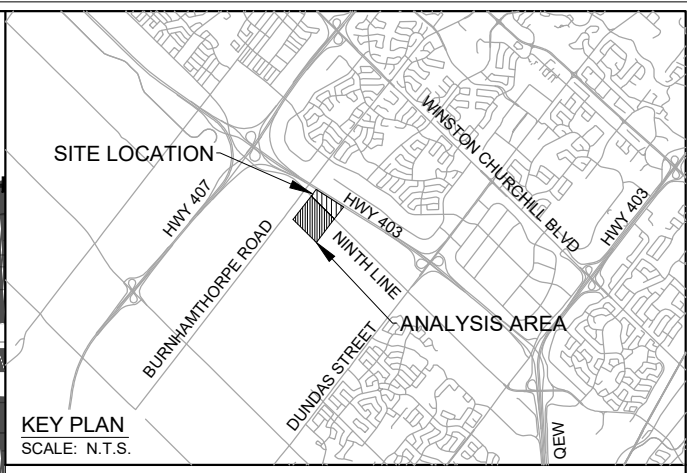 WINSTON CHURCHILL BLVD
SITE LOCATION
HWY 407
HWY 403
HWY 403
BURNHAMTHORPE ROAD
NINTH LINE
ANALYSIS AREA
DUNDAS STREET
QEW
KEY PLAN
SCALE: N.T.S.